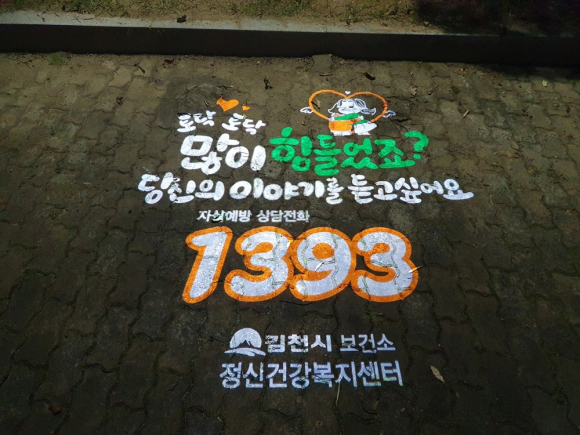 토닥 토닥
많이 힘들었죠?
당신의 이야기를 듣고싶어요
자살예방 상담전화
1393
김천시 보건소
정신건강복지센터